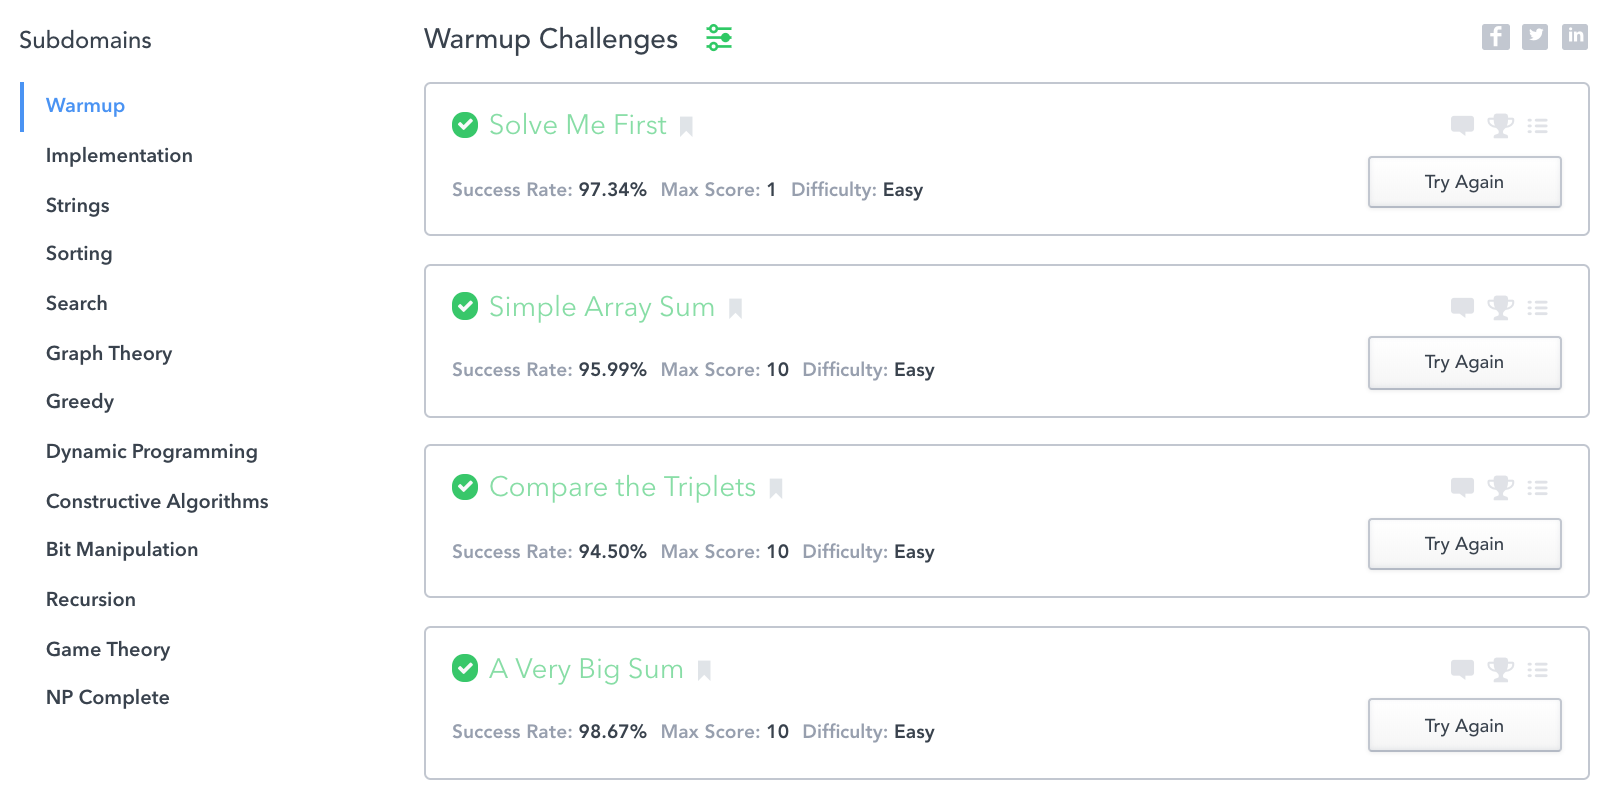 Subdomains
Warmup
Implementation
Strings
Sorting
Search
Graph Theory
Greedy
Dynamic Programming
Constructive Algorithms
Bit Manipulation
Recursion
Game Theory
NP Complete
Warmup Challenges
Solve Me First
Success Rate: 97.34% Max Score: 1 Difficulty: Easy
Try Again
Simple Array Sum
Success Rate: 95.99% Max Score: 10 Difficulty: Easy
Try Again
Compare the Triplets
Success Rate: 94.50% Max Score: 10 Difficulty: Easy
Try Again
A Very Big Sum
Success Rate: 98.67% Max Score: 10 Difficulty: Easy
Try Again